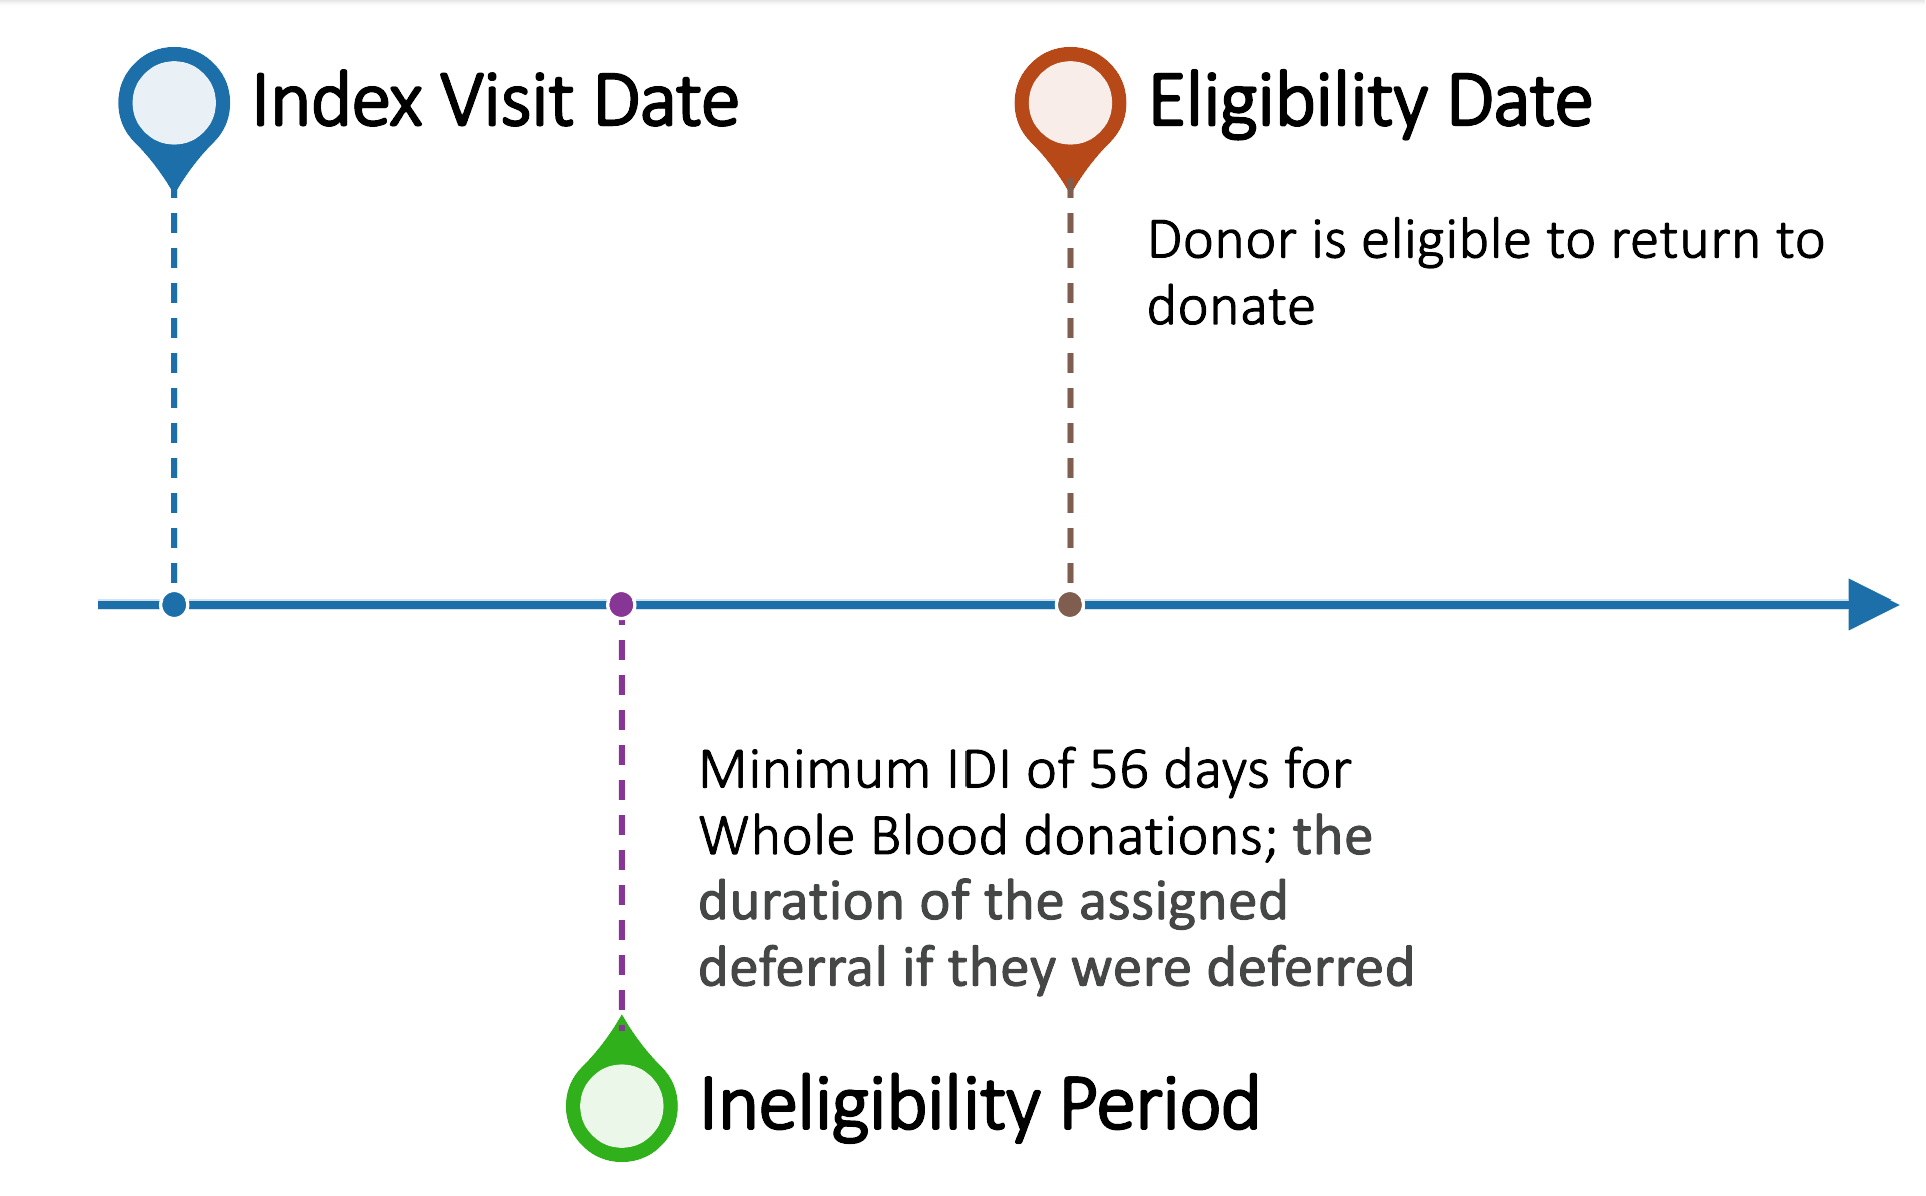 Index Visit Date
Eligibility Date
Donor is eligible to return to
donate
Minimum IDI of 56 days for
Whole Blood donations; the
duration of the assigned
deferral if they were deferred
Ineligibility Period